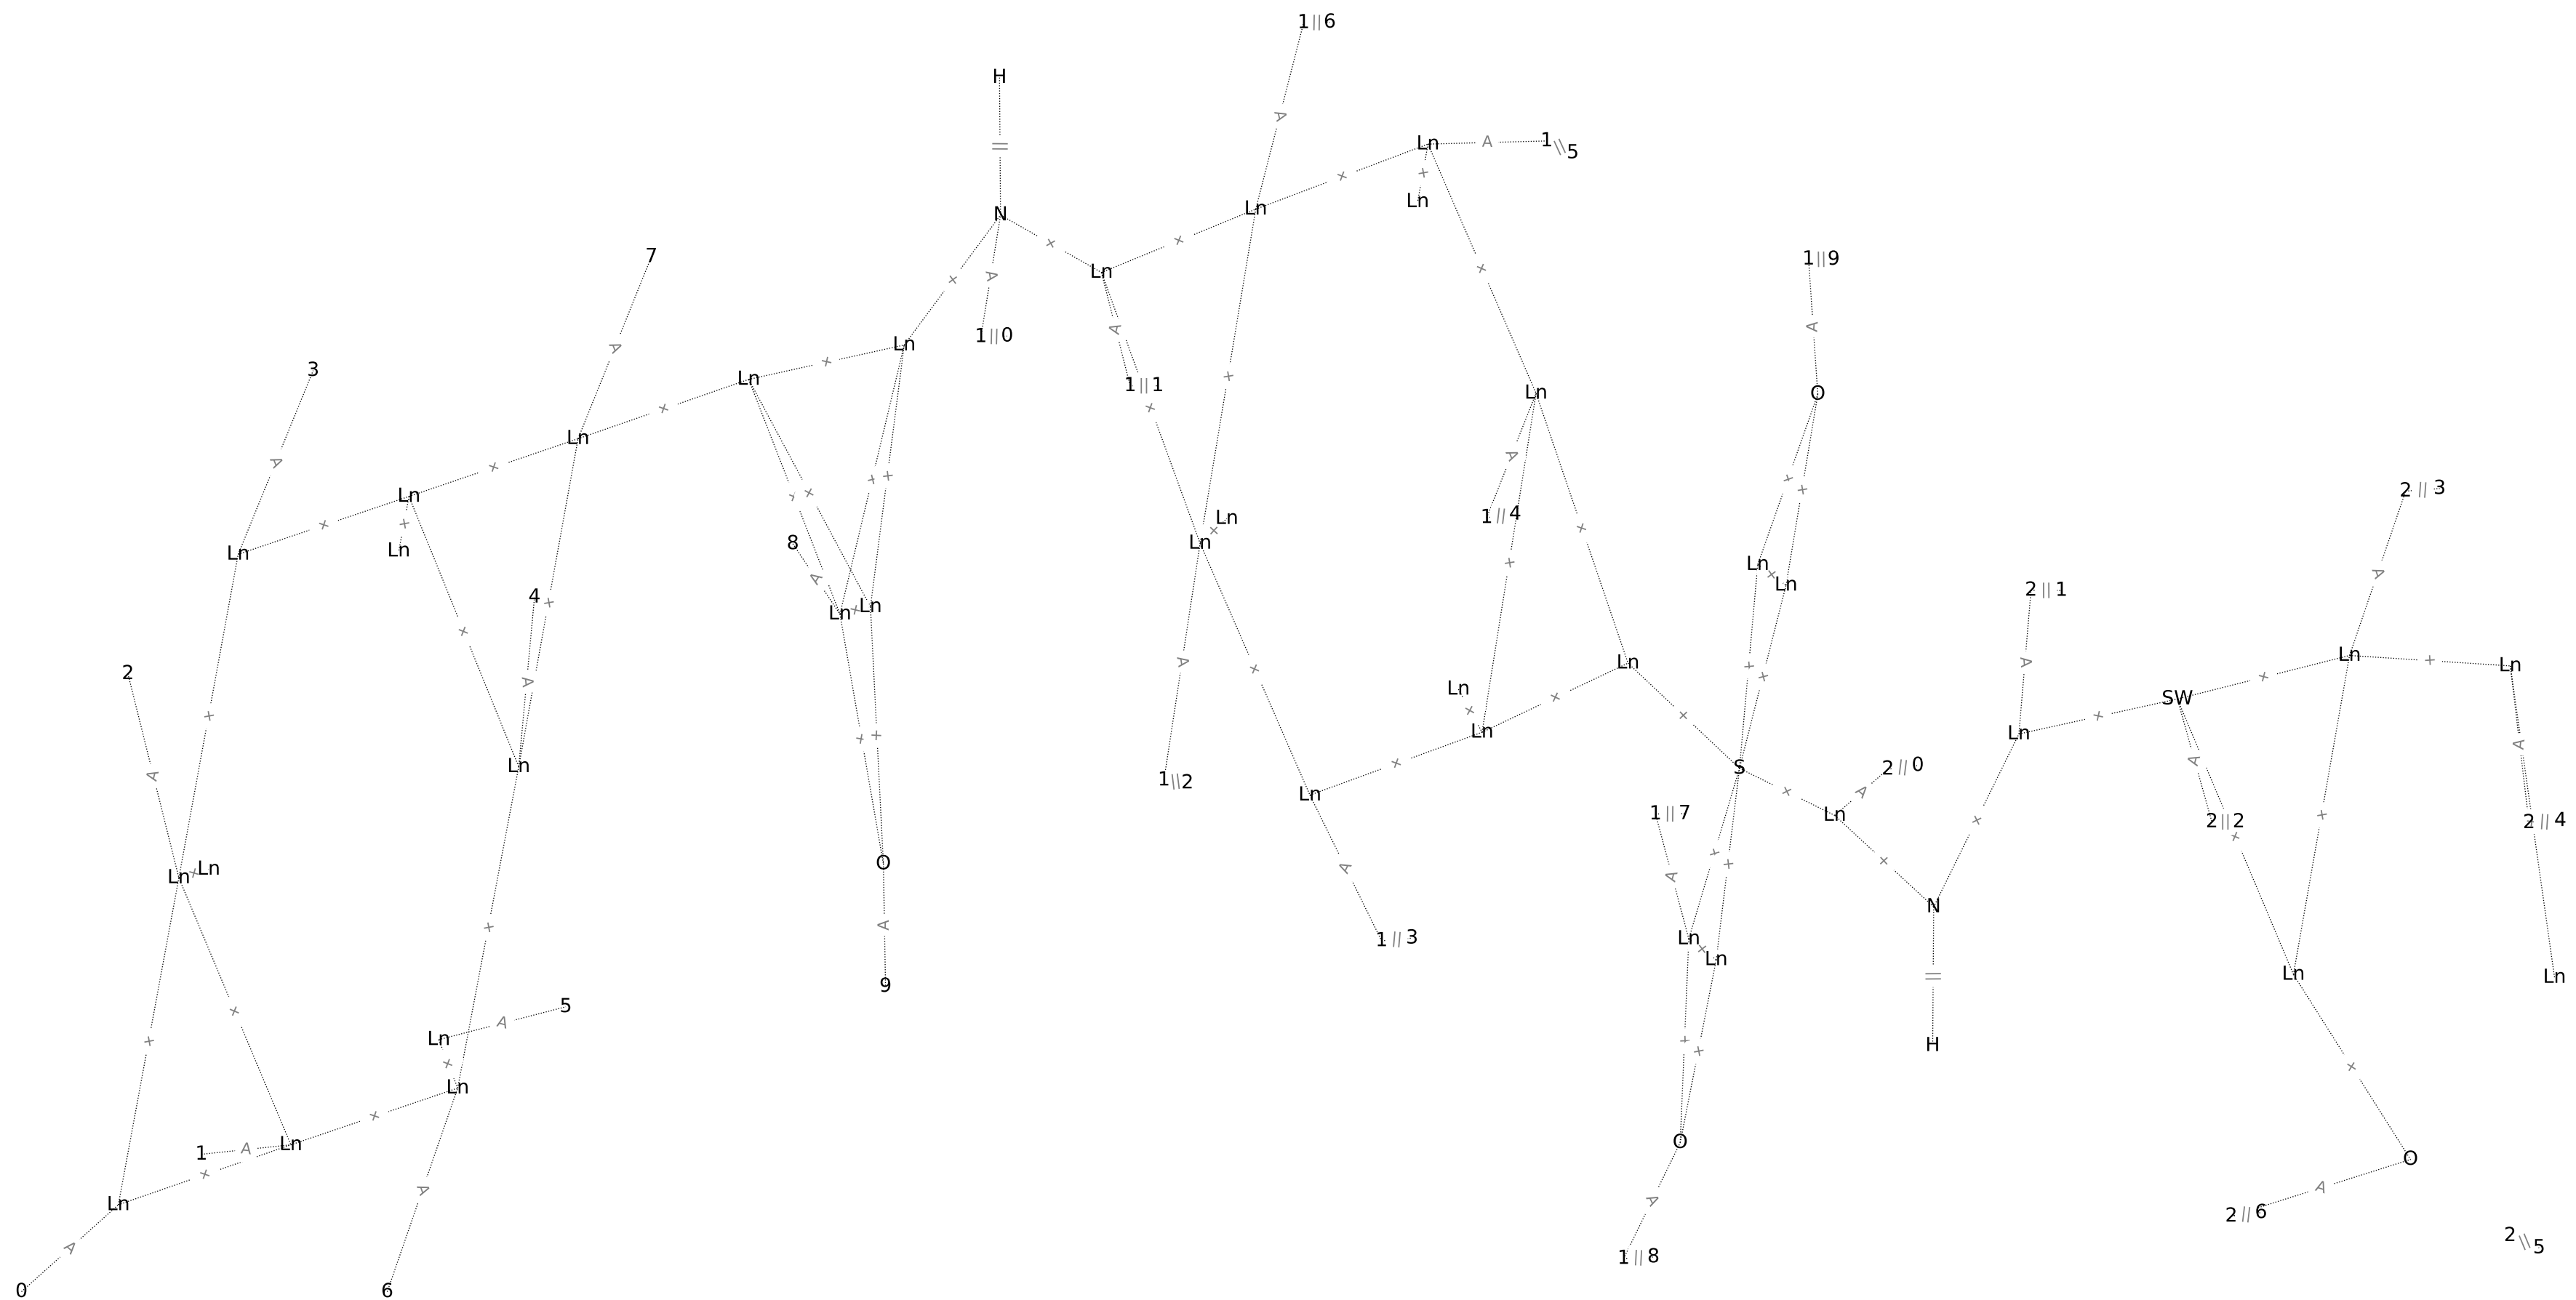 1||6
H
Ln A 1\\5
+
A
=
Ln
×
Ln
N
×
Ln
×
7
1||9
×
Ln
A
×
A
1||0
A
A
Ln
×
3
Ln
×
+
1||1
×
Ln
O
×
Ln
A
A
×
Ln
+
Ln
×
×
×
+
+
×
+
2||3
8
A
Ln
×
Ln
1||4
×
+
Ln
×
Ln
A
4
+
Ln
+
Ln
2||1
×
2
A
+
A
A
×
Ln
+
×
A
Ln
+
Ln
Ln
×
SW
×
Ln
Ln
×
×
+
Ln
×
Ln
×
S
×
Ln
A
2||0
A
A
A
1||2
Ln
1||7
+
+
×
2||2
×
+
2||4
Ln
×
Ln
O
A
A
×
N
+
A
1||3
Ln
×
Ln
9
=
Ln
Ln
5
A
×
Ln
×
+
+
+
H
×
+
Ln
×
Ln
O
O
1
A
×
Ln
A
A
A
2||6
2\\5
A
0
6
1||8